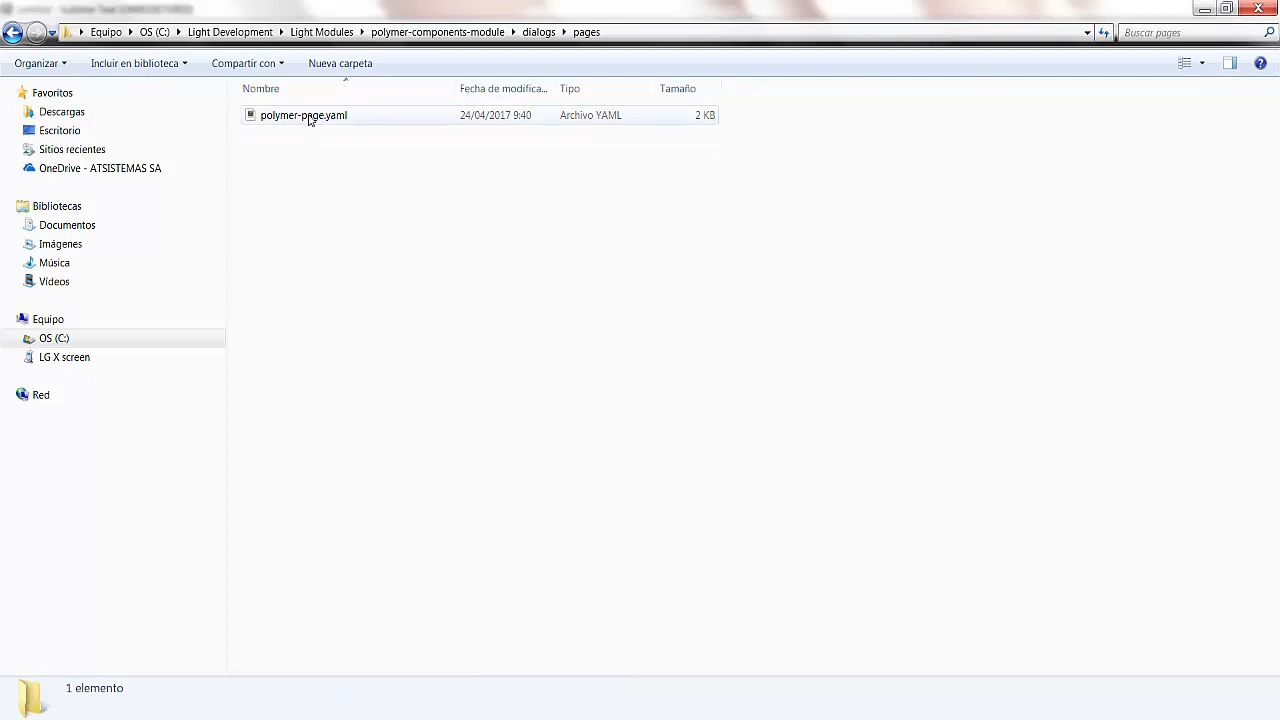 Equipo OS (C:) Light Development Light Modules polymer-components-module dialogs pages Buscar pages
Organizar Incluir en biblioteca Compartir con Nueva carpeta
Nombre Fecha de modifica... Tipo Tamaño
polymer-page.yaml 24/04/2017 9:40 Archivo YAML 2 KB
Favoritos
Descargas
Escritorio
Sitios recientes
OneDrive - ATSISTEMAS SA
Bibliotecas
Documentos
Imágenes
Música
Vídeos
Equipo
OS (C:)
LG X screen
Red
1 elemento